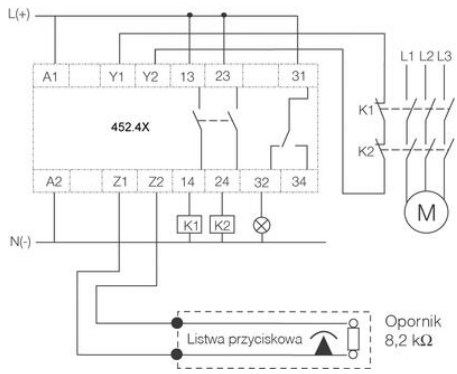 L(+)
A1 Y1 Y2 13 23 31
L1 L2 L3
K1
452.4X
K2
A2 Z1 Z2 14 24 32 34
K1 K2
M
N(-)
Listwa przyciskowa
Opornik
8,2 kΩ